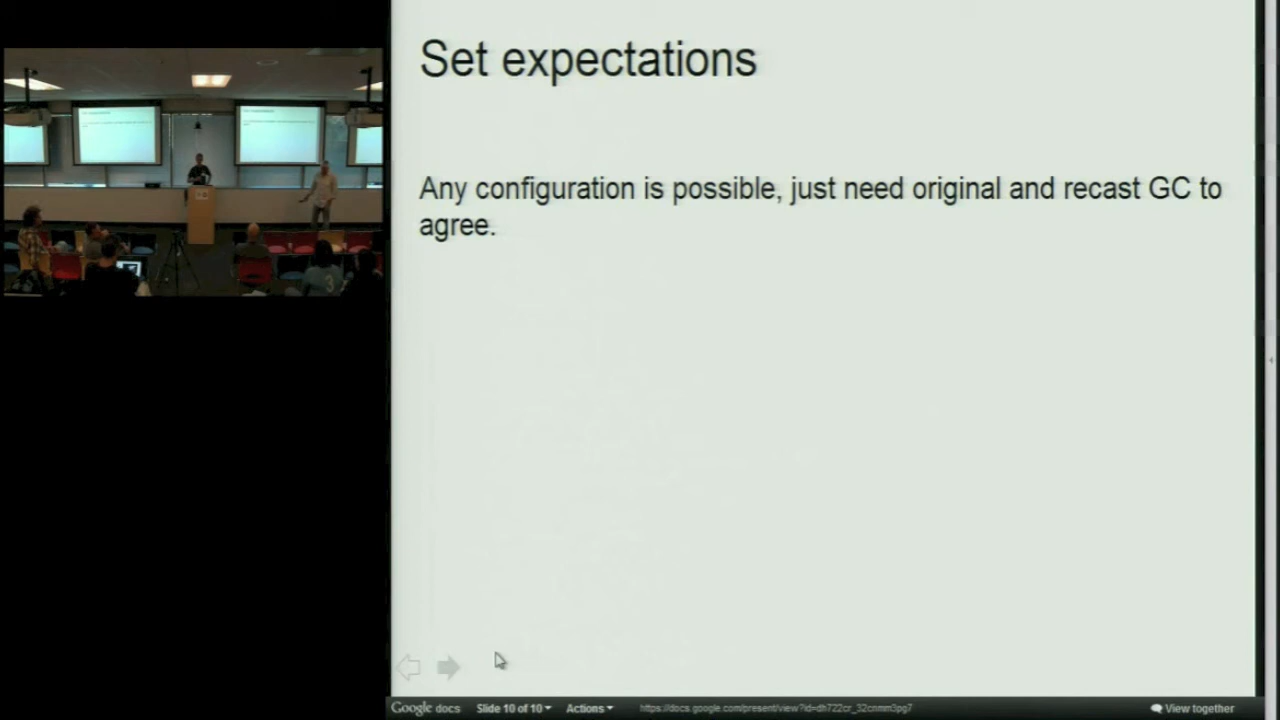 Set expectations
Any configuration is possible, just need original and recast GC to
agree.
Google docs Slide 10 of 10 Actions https://docs.google.com/present/view?id=dh722cr_32cnmm3pg7 View together